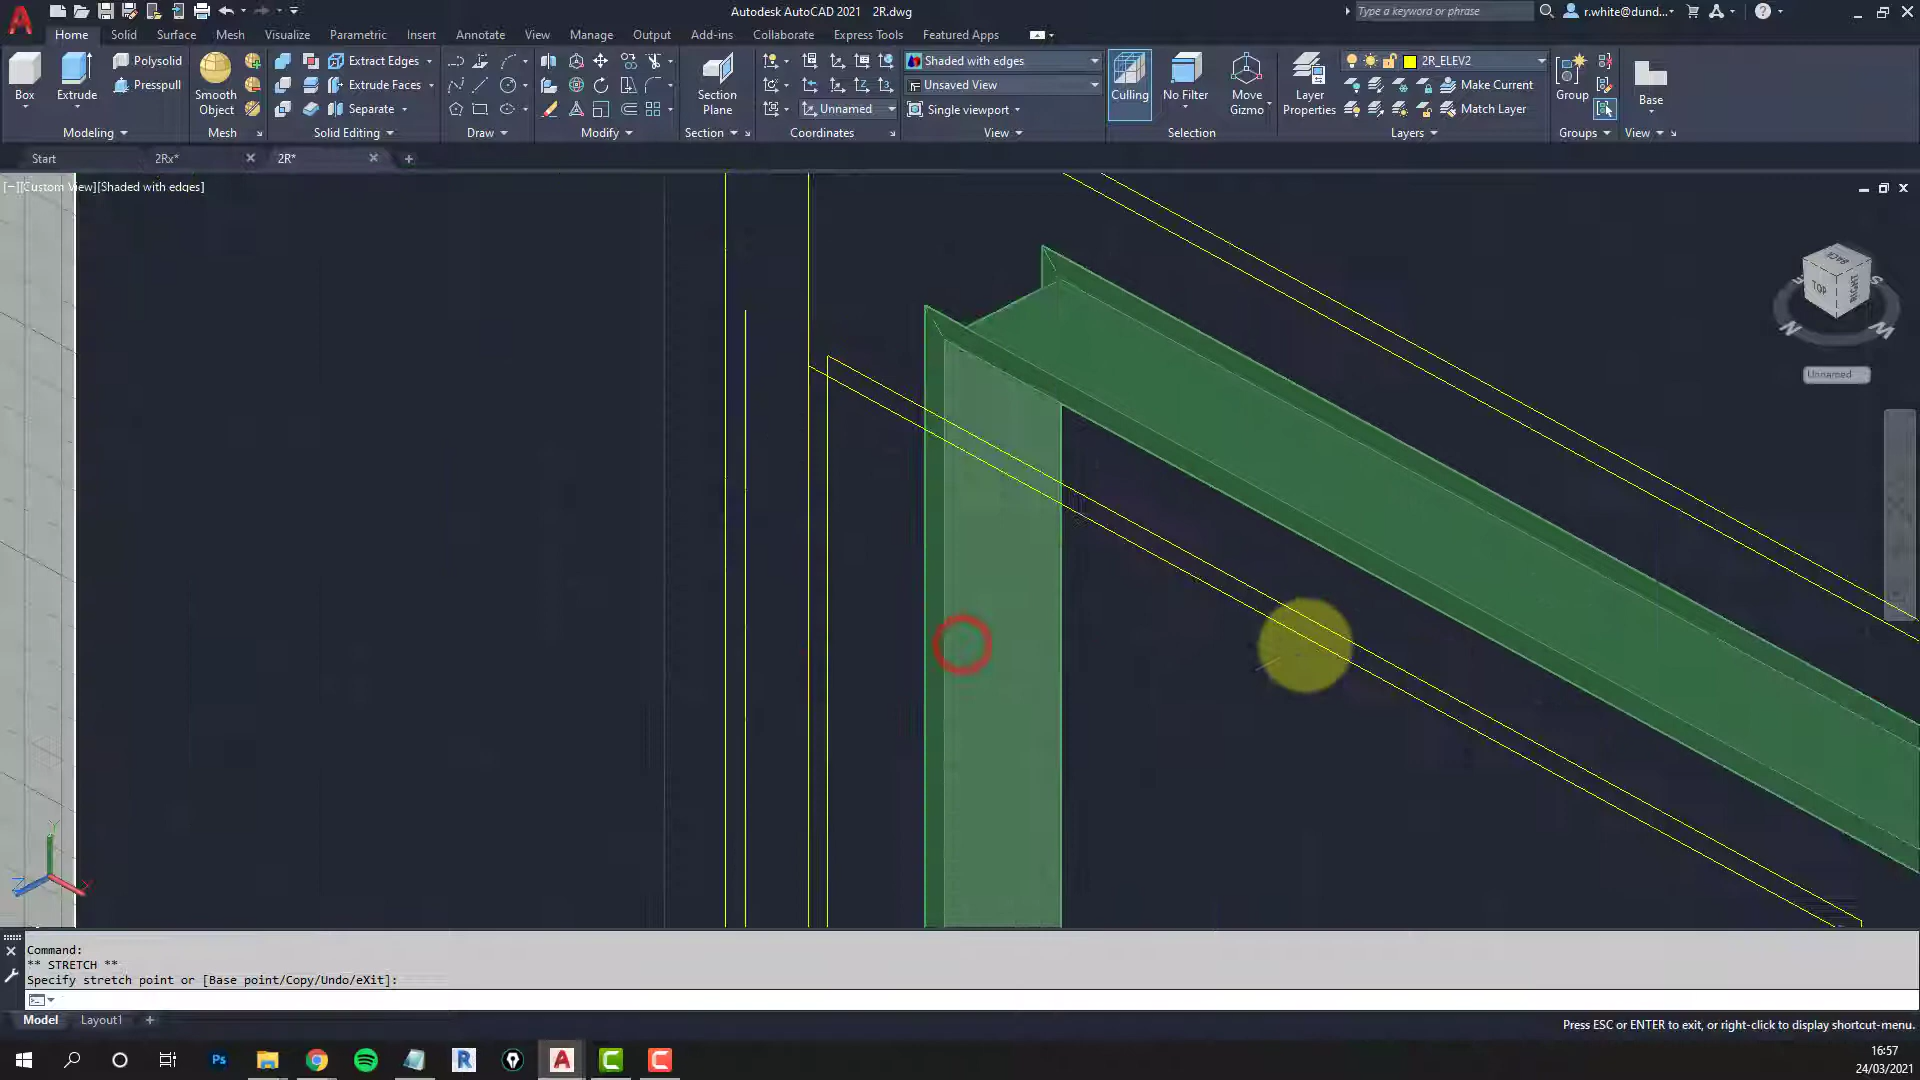 Autodesk AutoCAD 2021 2R.dwg
Type a keyword or phrase
r.white@dund...
Home Solid Surface Mesh Visualize Parametric Insert Annotate View Manage Output Add-ins Collaborate Express Tools Featured Apps
Box
Extrude
Polysolid
Presspull
Modeling
Smooth Object
Mesh
Extract Edges
Extrude Faces
Separate
Solid Editing
Draw
Modify
Section Plane
Section
Unnamed
Coordinates
Shaded with edges
Unsaved View
Single viewport
View
Culling
No Filter
Move Gizmo
Selection
Layer Properties
2R_ELEV2
Make Current
Match Layer
Layers
Group
Groups
Base
View
Start 2Rx* 2R*
[−][Custom View][Shaded with edges]
BACK
TOP
RIGHT
N
Unnamed
Y
Z
X
Command:
** STRETCH **
Specify stretch point or [Base point/Copy/Undo/eXit]:
Model Layout1
Press ESC or ENTER to exit, or right-click to display shortcut-menu.
16:57
24/03/2021